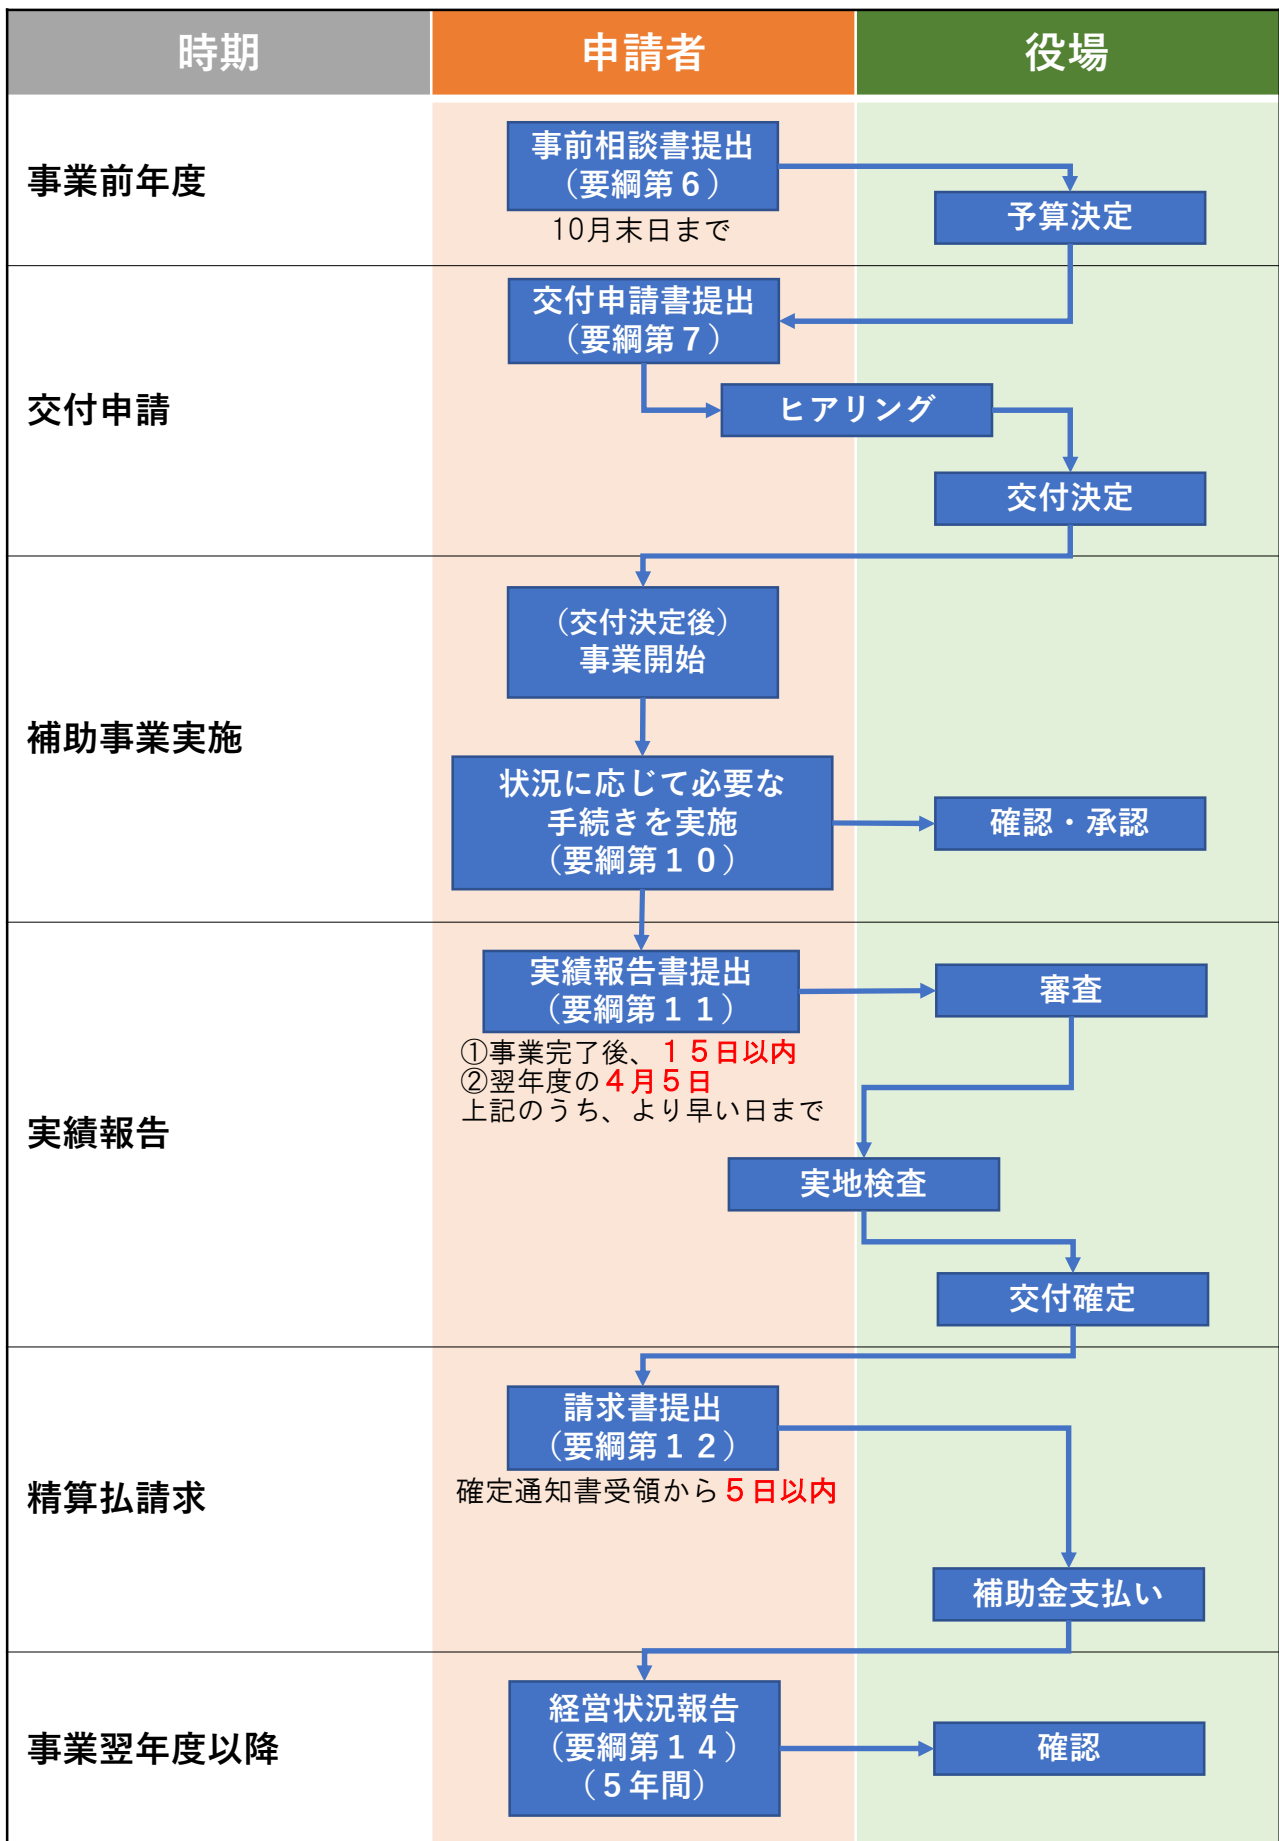 時期
申請者
役場
事業前年度
事前相談書提出
（要綱第６）
10月末日まで
予算決定
交付申請
交付申請書提出
（要綱第７）
ヒアリング
交付決定
補助事業実施
（交付決定後）
事業開始
状況に応じて必要な
手続きを実施
（要綱第１０）
確認・承認
実績報告
実績報告書提出
（要綱第１１）
①事業完了後、１５日以内
②翌年度の４月５日
上記のうち、より早い日まで
審査
実地検査
交付確定
精算払請求
請求書提出
（要綱第１２）
確定通知書受領から５日以内
補助金支払い
事業翌年度以降
経営状況報告
（要綱第１４）
（５年間）
確認